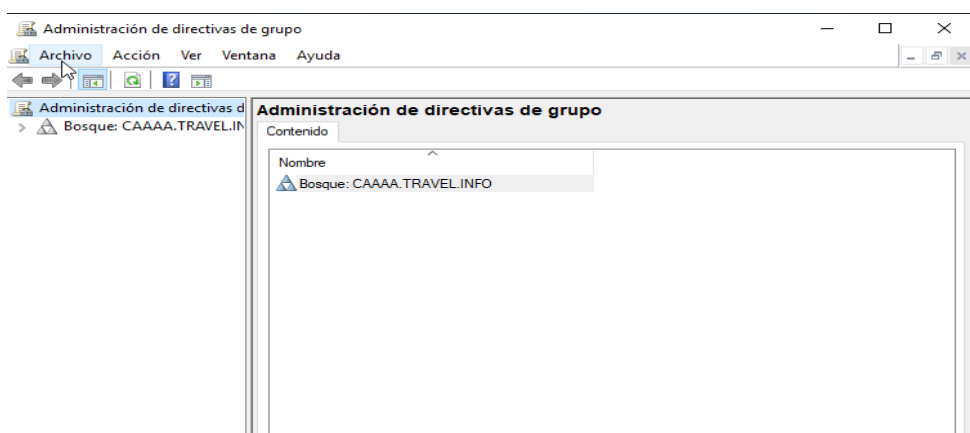 Administración de directivas de grupo
Archivo Acción Ver Ventana Ayuda
Administración de directivas d
Bosque: CAAAA.TRAVEL.IN
Administración de directivas de grupo
Contenido
Nombre
Bosque: CAAAA.TRAVEL.INFO